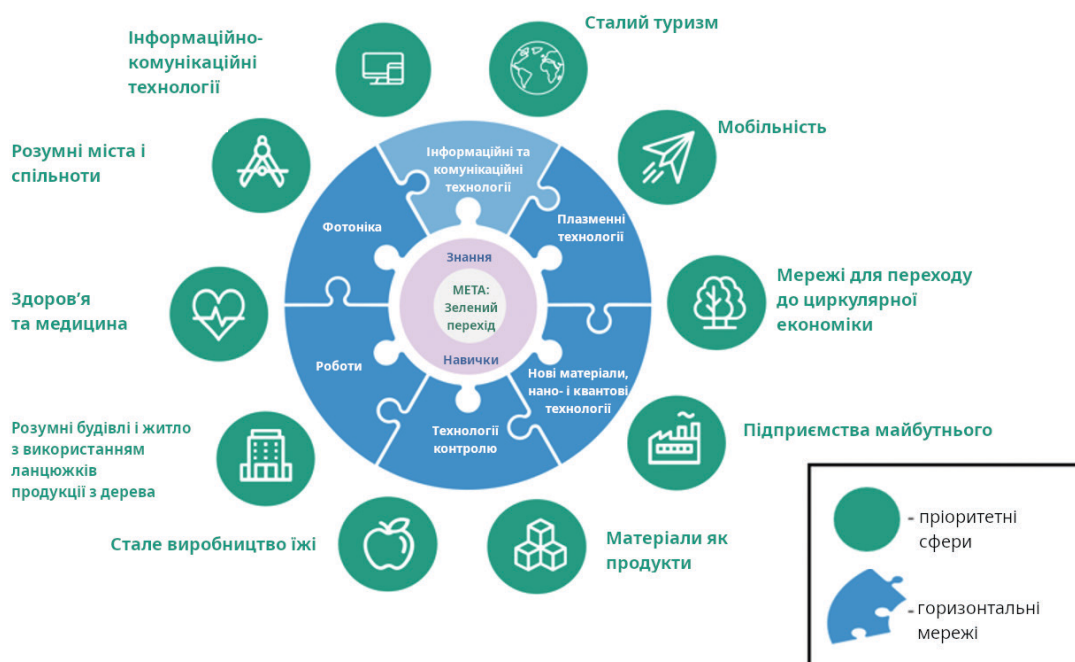 Інформаційно-
комунікаційні
технології
Сталий туризм
Мобільність
Розумні міста і
спільноти
Здоров’я
та медицина
Мережі для переходу
до циркулярної
економіки
Розумні будівлі і житло
з використанням
ланцюжків
продукції з дерева
Підприємства майбутнього
Стале виробництво їжі
Матеріали як
продукти
Інформаційні та
комунікаційні
технології
Фотоніка
Плазменні
технології
Роботи
Нові матеріали,
нано- і квантові
технології
Технології
контролю
Знання
МЕТА:
Зелений
перехід
Навички
- пріоритетні
сфери
- горизонтальні
мережі